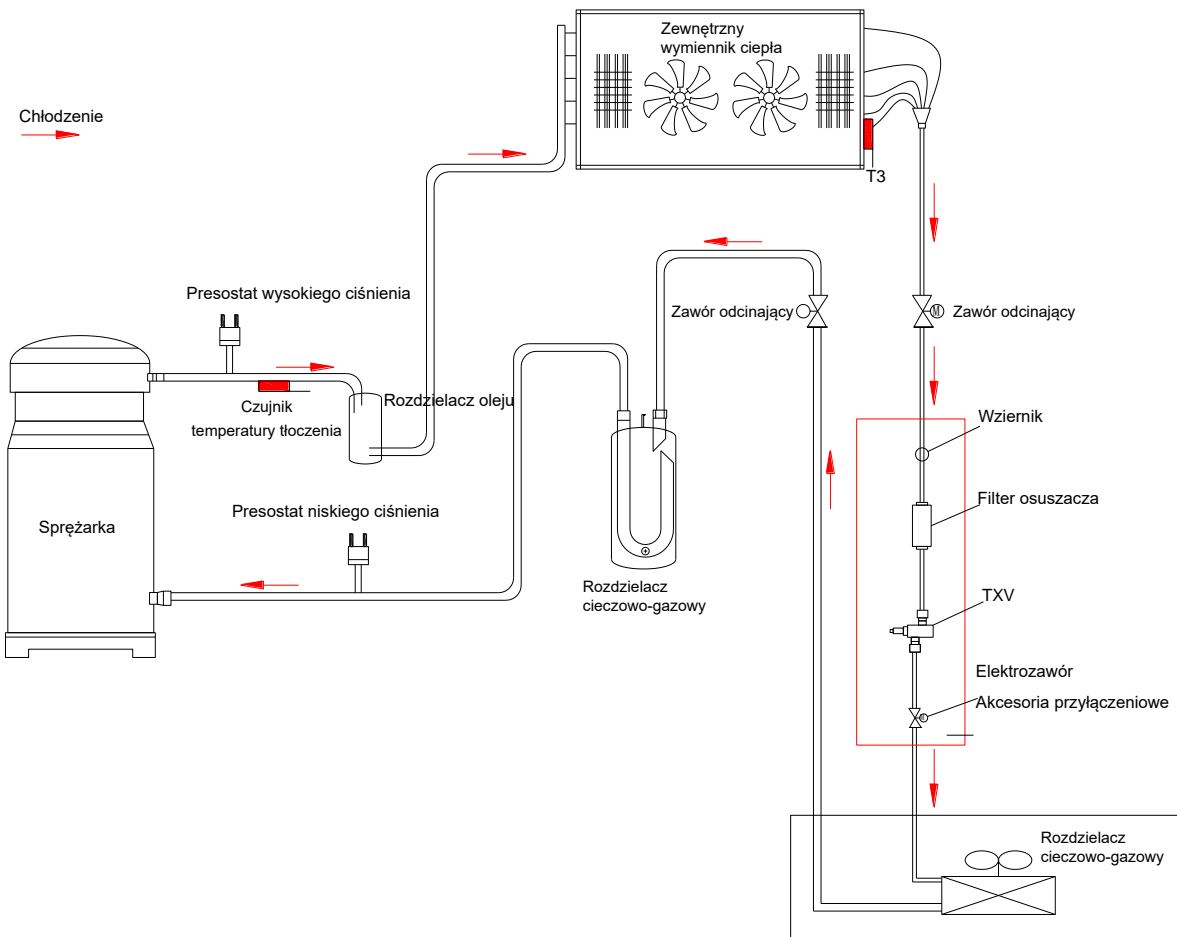 Zewnętrzny
wymiennik ciepła
Chłodzenie
T3
Presostat wysokiego ciśnienia
Zawór odcinający
M
Zawór odcinający
Czujnik
temperatury tłoczenia
Rozdzielacz oleju
Wziernik
Filter osuszacza
Sprężarka
Presostat niskiego ciśnienia
Rozdzielacz
cieczowo-gazowy
TXV
Elektrozawór
Akcesoria przyłączeniowe
Rozdzielacz
cieczowo-gazowy